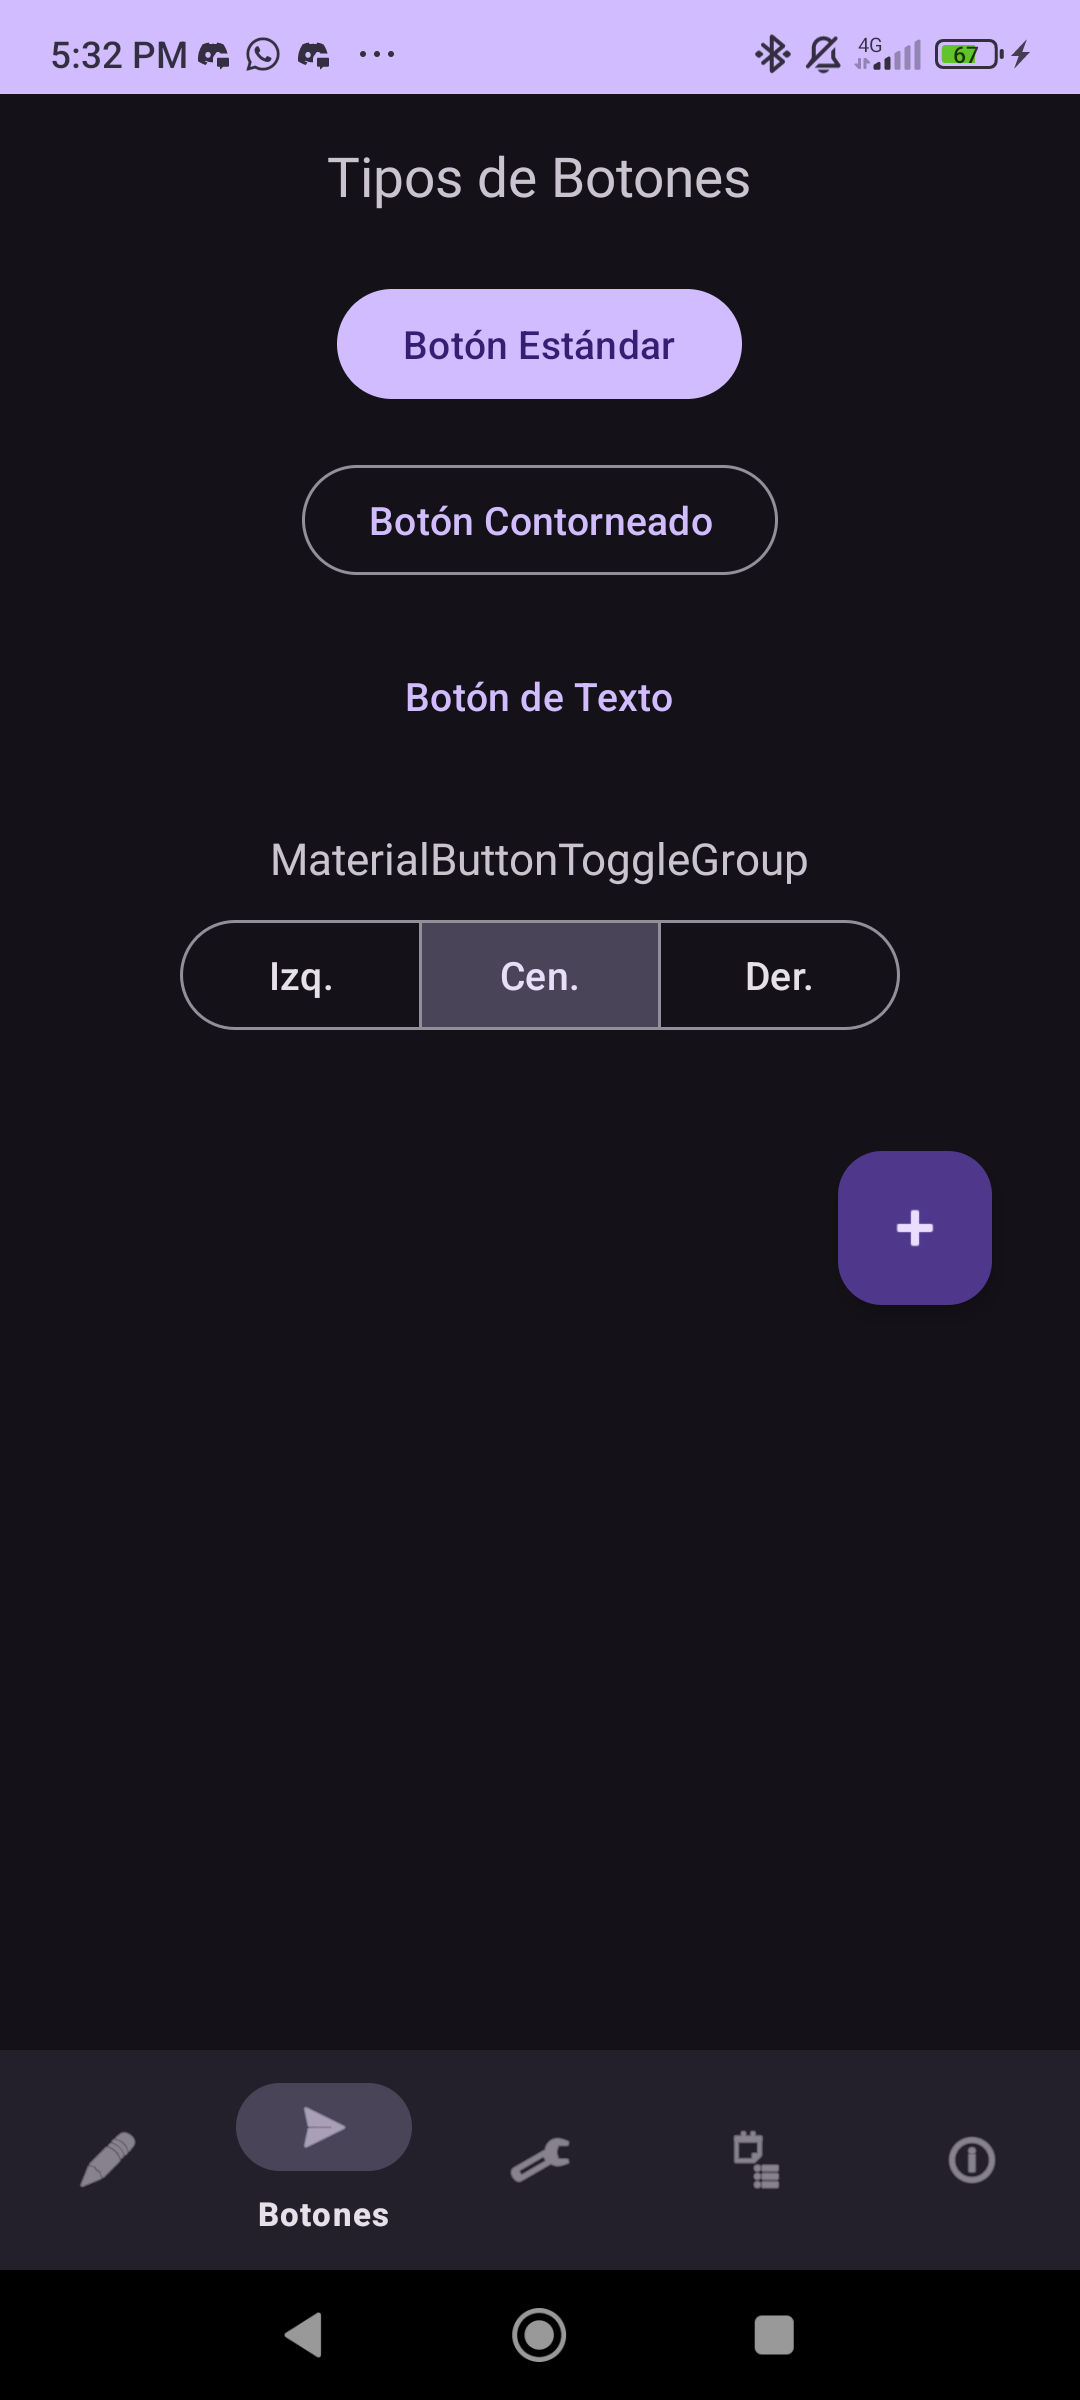 5:32 PM
4G
67
Tipos de Botones
Botón Estándar
Botón Contorneado
Botón de Texto
MaterialButtonToggleGroup
Izq. Cen. Der.
Botones